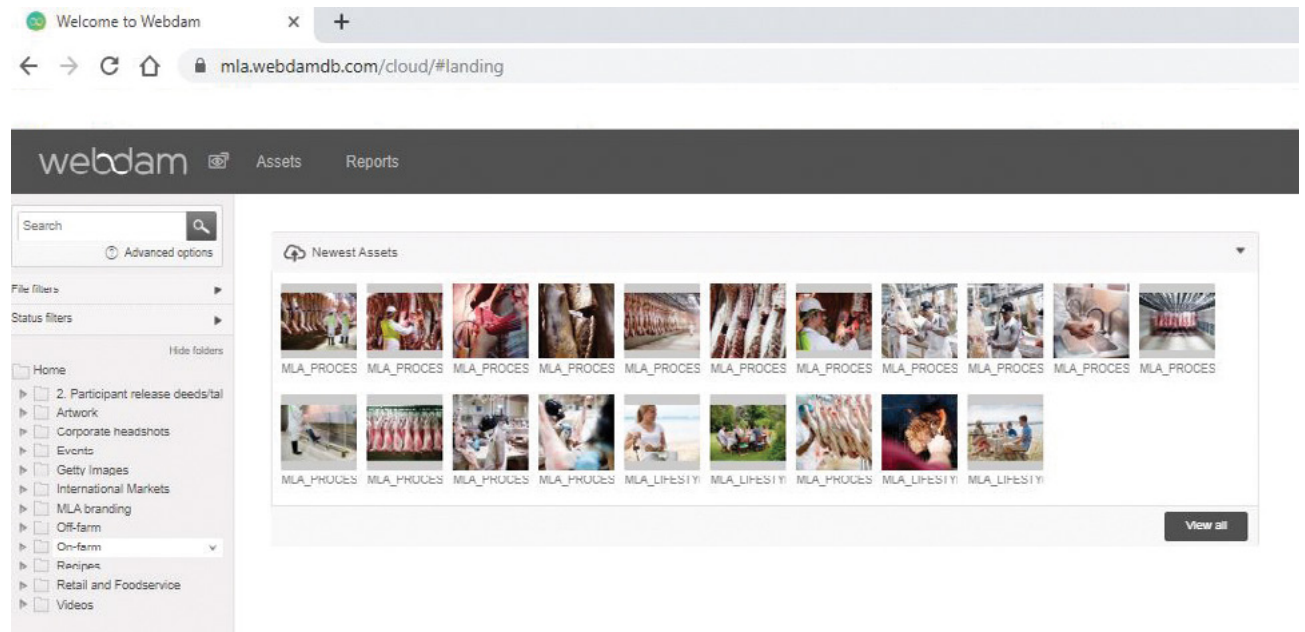 Welcome to Webdam
mla.webdamdb.com/cloud/#landing
webdam Assets Reports
Search
Advanced options
File filters
Status filters
Hide folders
Home
2. Participant release deeds/tal
Artwork
Corporate headshots
Events
Getty Images
International Markets
MLA branding
Off-farm
On-farm
Recipes
Retail and Foodservice
Videos
Newest Assets
MLA_PROCES MLA_PROCES MLA_PROCES MLA_PROCES MLA_PROCES MLA_PROCES MLA_PROCES MLA_PROCES MLA_PROCES MLA_PROCES MLA_PROCES
MLA_PROCES MLA_PROCES MLA_PROCES MLA_PROCES MLA_LIFESTYI MLA_LIFESTYI MLA_PROCES MLA_LIFESTYI MLA_LIFESTYI
View all